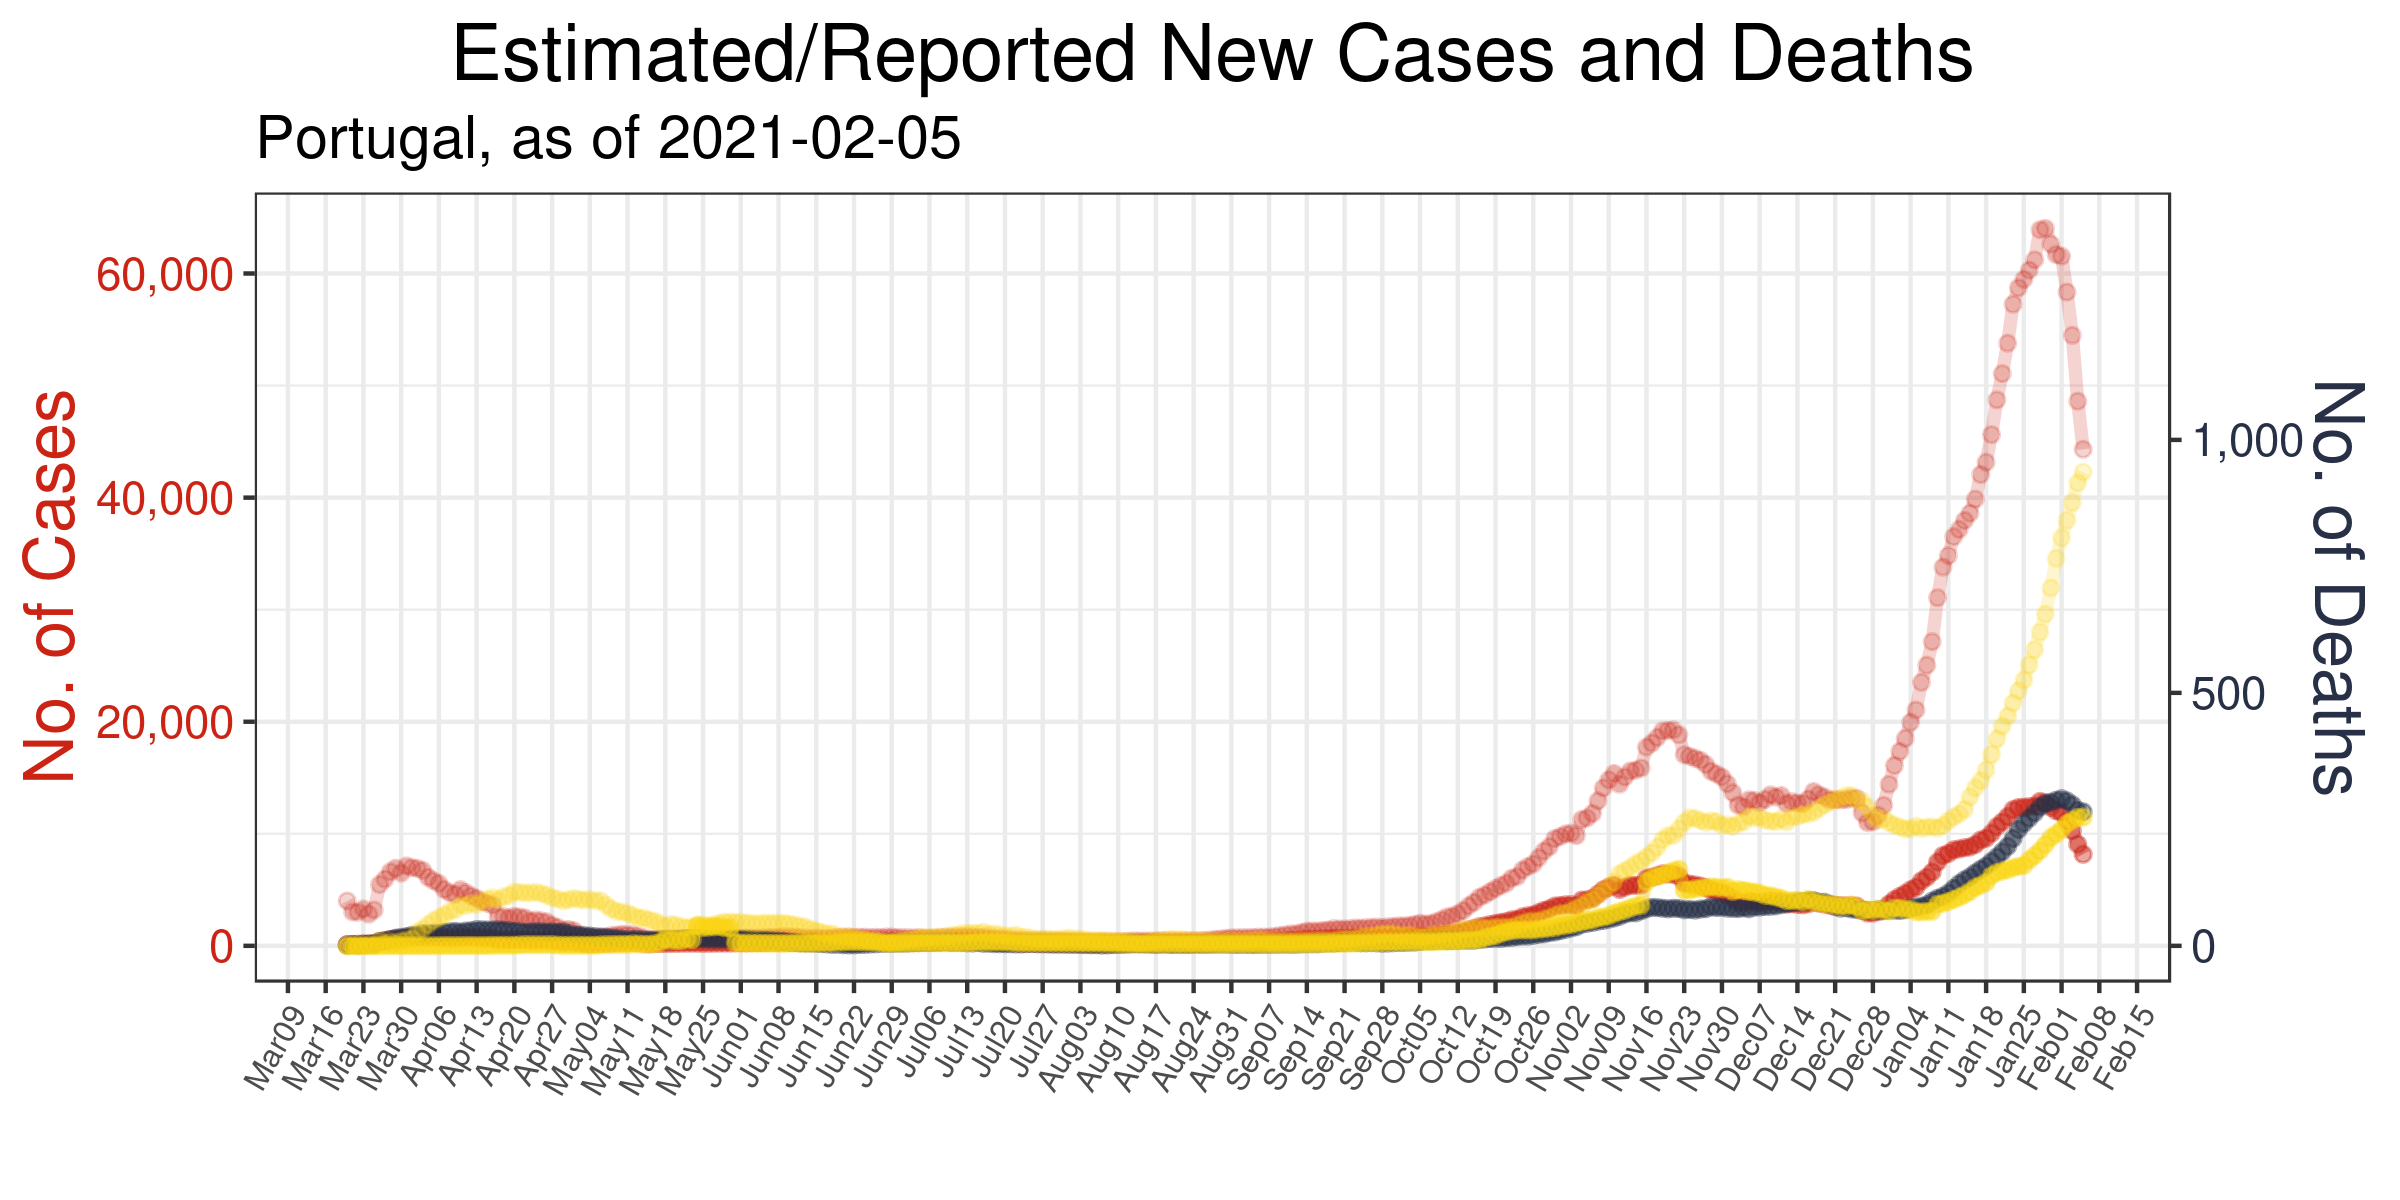 Estimated/Reported New Cases and Deaths
Portugal, as of 2021-02-05
No. of Cases
60,000
40,000
20,000
0
1,000
500
0
No. of Deaths
Mar09 Mar16 Mar23 Mar30 Apr06 Apr13 Apr20 Apr27 May04 May11 May18 May25 Jun01 Jun08 Jun15 Jun22 Jun29 Jul06 Jul13 Jul20 Jul27 Aug03 Aug10 Aug17 Aug24 Aug31 Sep07 Sep14 Sep21 Sep28 Oct05 Oct12 Oct19 Oct26 Nov02 Nov09 Nov16 Nov23 Nov30 Dec07 Dec14 Dec21 Dec28 Jan04 Jan11 Jan18 Jan25 Feb01 Feb08 Feb15